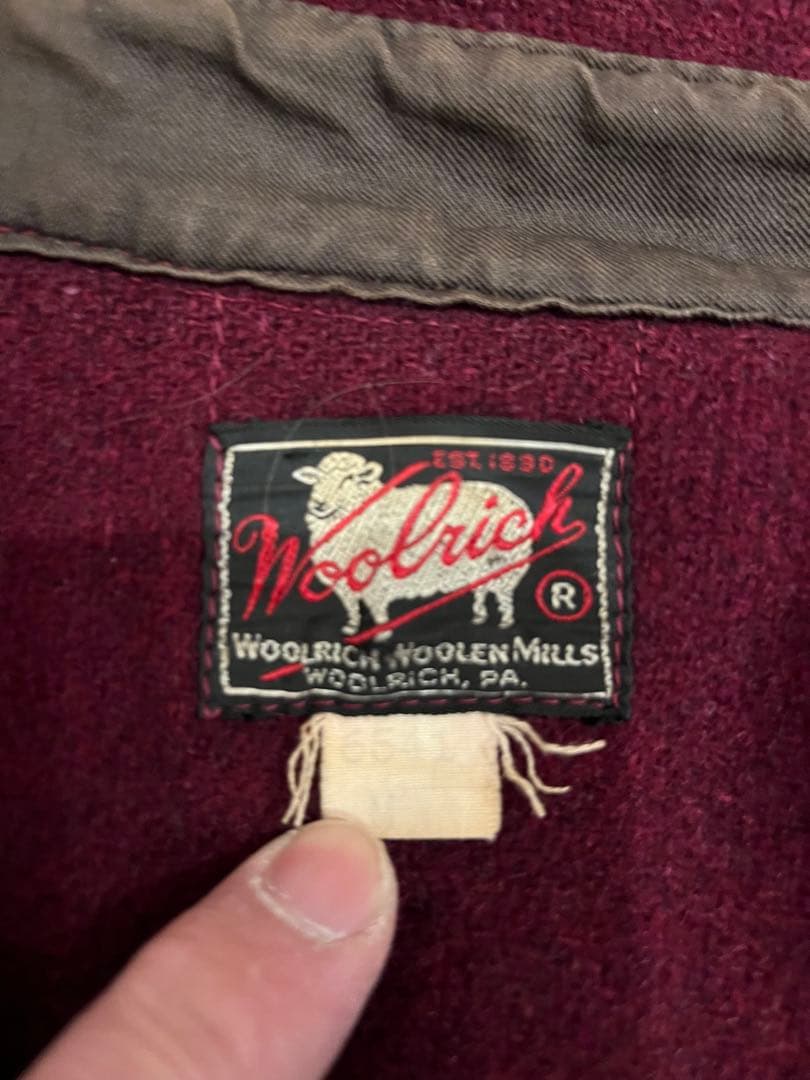 EST. 1830
Woolrich
R
WOOLRICH WOOLEN MILLS
WOOLRICH, PA.